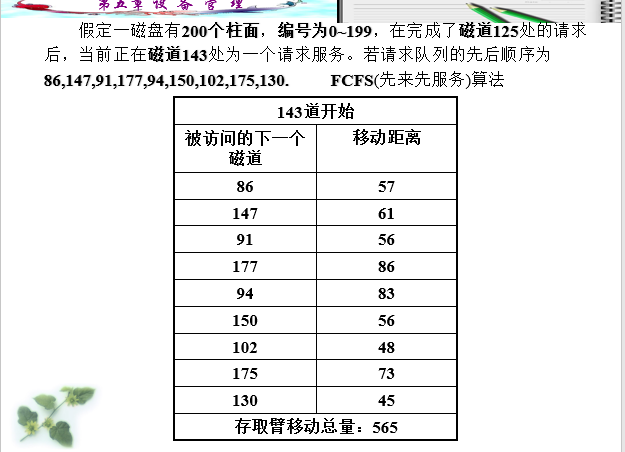 第五章 设 备 管 理
假定一磁盘有200个柱面，编号为0~199，在完成了磁道125处的请求
后，当前正在磁道143处为一个请求服务。若请求队列的先后顺序为
86,147,91,177,94,150,102,175,130. FCFS(先来先服务)算法
143道开始
被访问的下一个
磁道
移动距离
86 57
147 61
91 56
177 86
94 83
150 56
102 48
175 73
130 45
存取臂移动总量：565